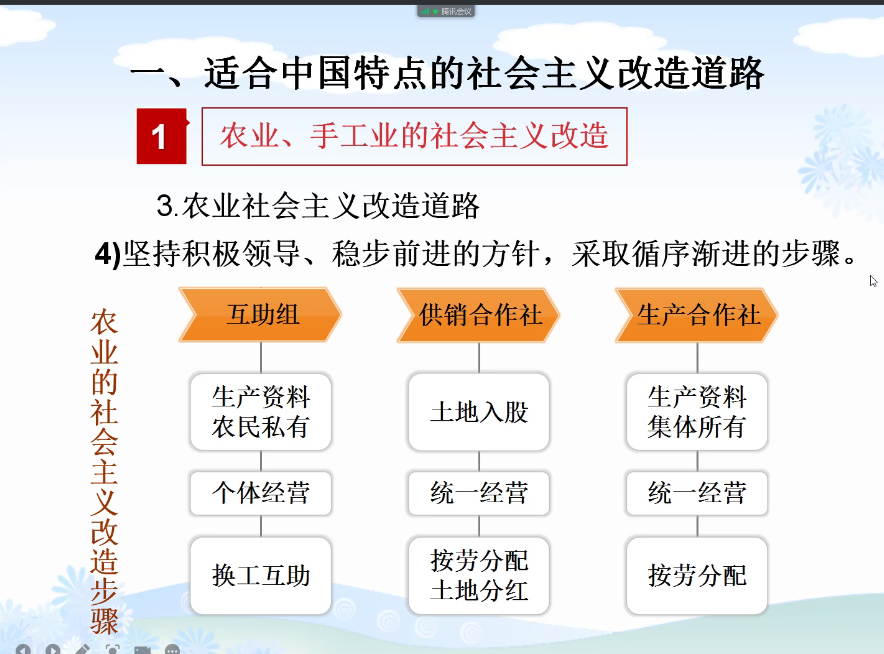 腾讯会议
一、适合中国特点的社会主义改造道路
1
农业、手工业的社会主义改造
3.农业社会主义改造道路
4)坚持积极领导、稳步前进的方针，采取循序渐进的步骤。
农业的社会主义改造步骤
互助组
生产资料
农民私有
个体经营
换工互助
供销合作社
土地入股
统一经营
按劳分配
土地分红
生产合作社
生产资料
集体所有
统一经营
按劳分配